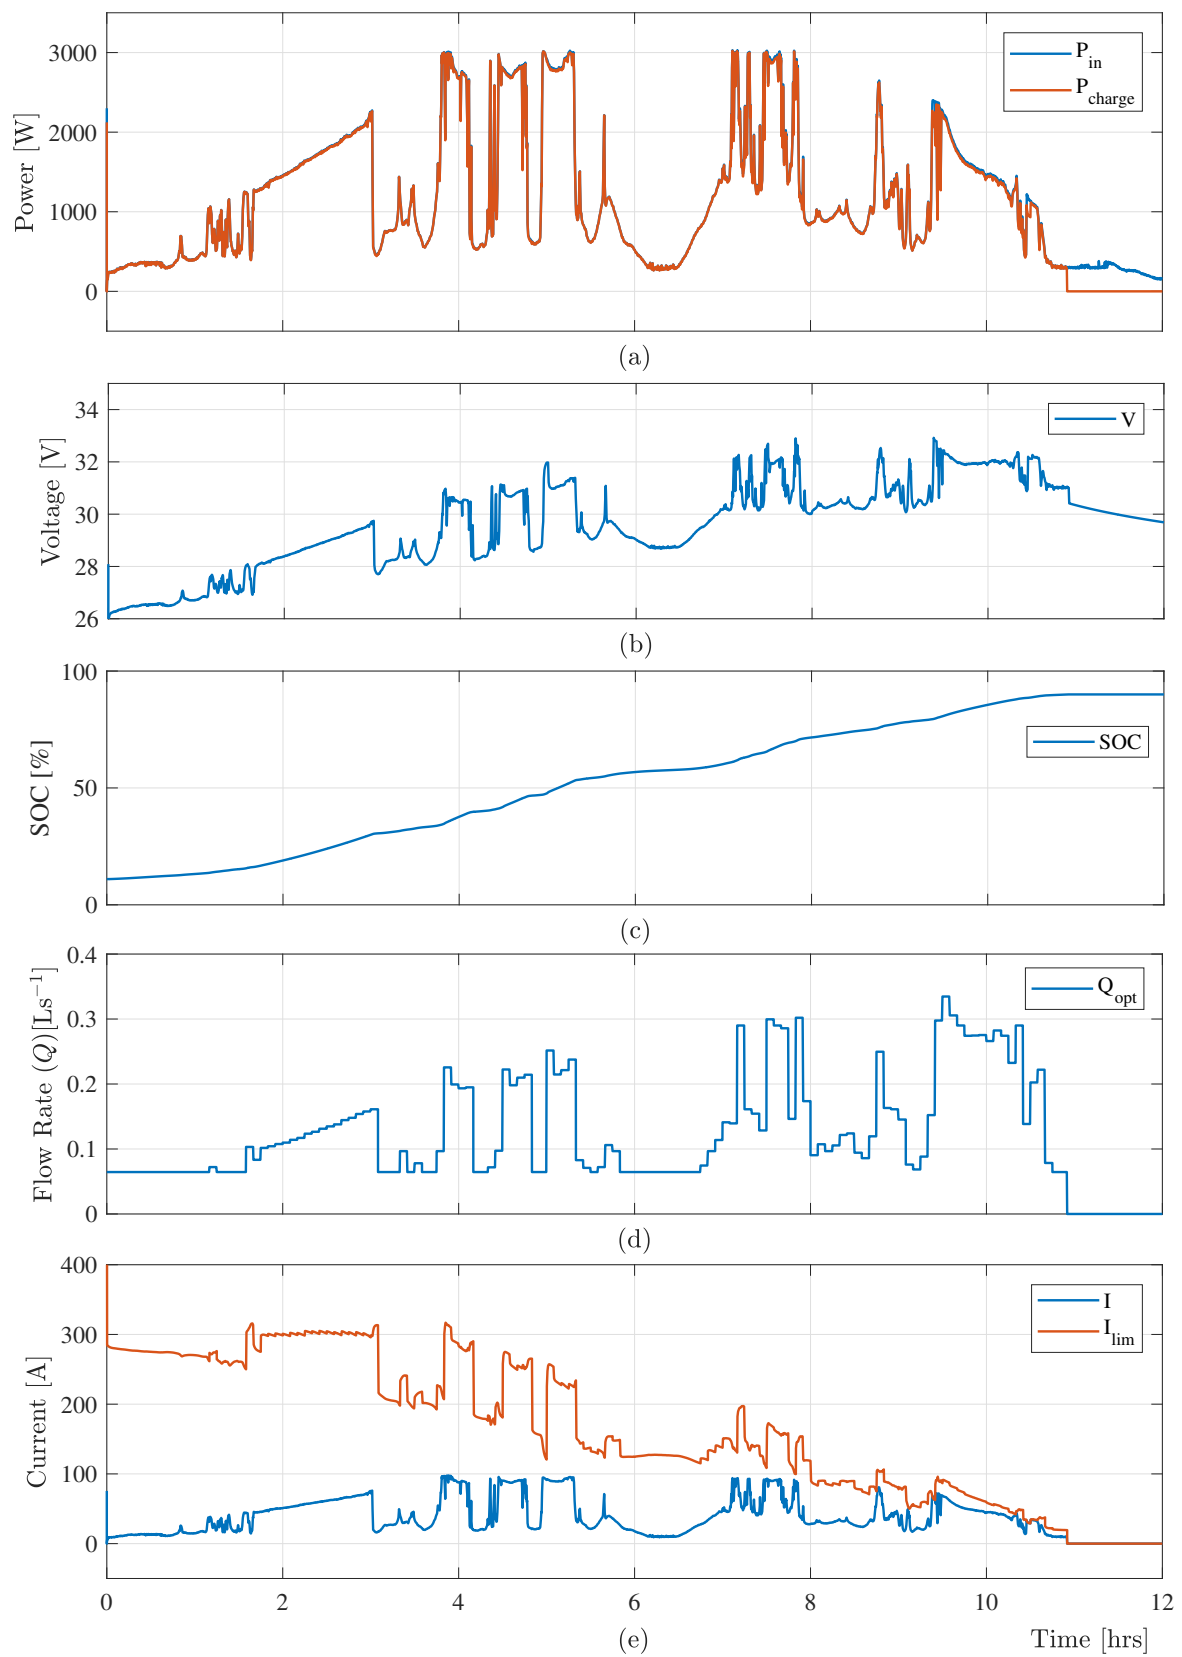 3000
2000
1000
0
Power [W]
P_in
P_charge
(a)
34
32
30
28
26
Voltage [V]
V
(b)
100
50
0
SOC [%]
SOC
(c)
0.4
0.3
0.2
0.1
0
Flow Rate (Q)[Ls⁻¹]
Q_opt
(d)
400
300
200
100
0
Current [A]
I
I_lim
0 2 4 6 8 10 12
(e)
Time [hrs]